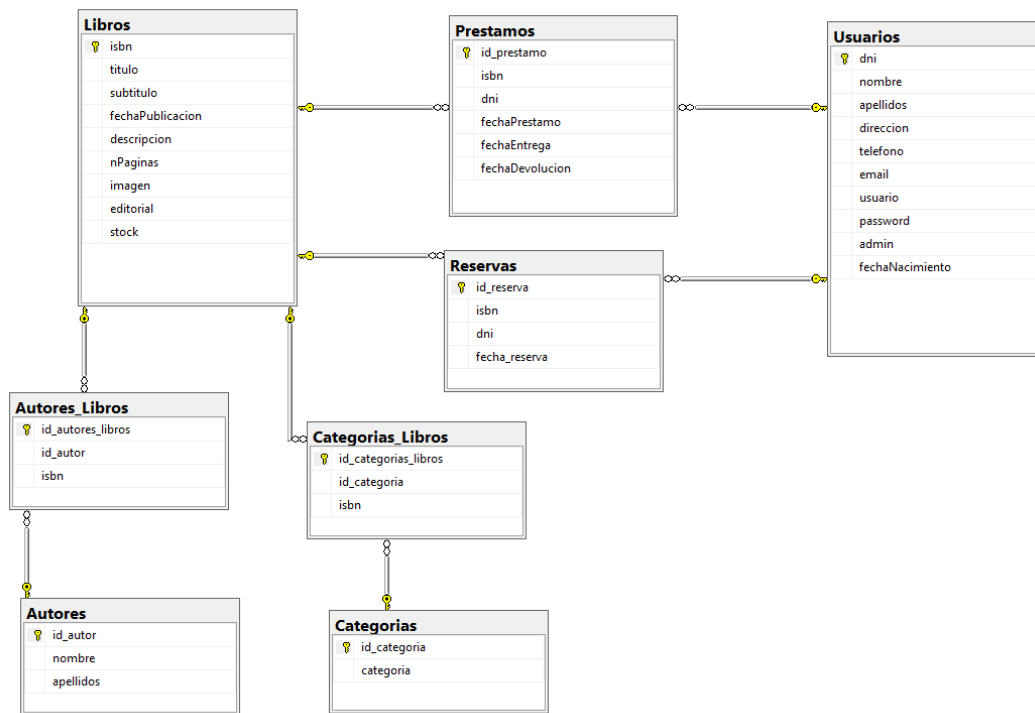 Libros
isbn
titulo
subtitulo
fechaPublicacion
descripcion
nPaginas
imagen
editorial
stock
Prestamos
id_prestamo
isbn
dni
fechaPrestamo
fechaEntrega
fechaDevolucion
Usuarios
dni
nombre
apellidos
direccion
telefono
email
usuario
password
admin
fechaNacimiento
Reservas
id_reserva
isbn
dni
fecha_reserva
Autores_Libros
id_autores_libros
id_autor
isbn
Categorias_Libros
id_categorias_libros
id_categoria
isbn
Autores
id_autor
nombre
apellidos
Categorias
id_categoria
categoria